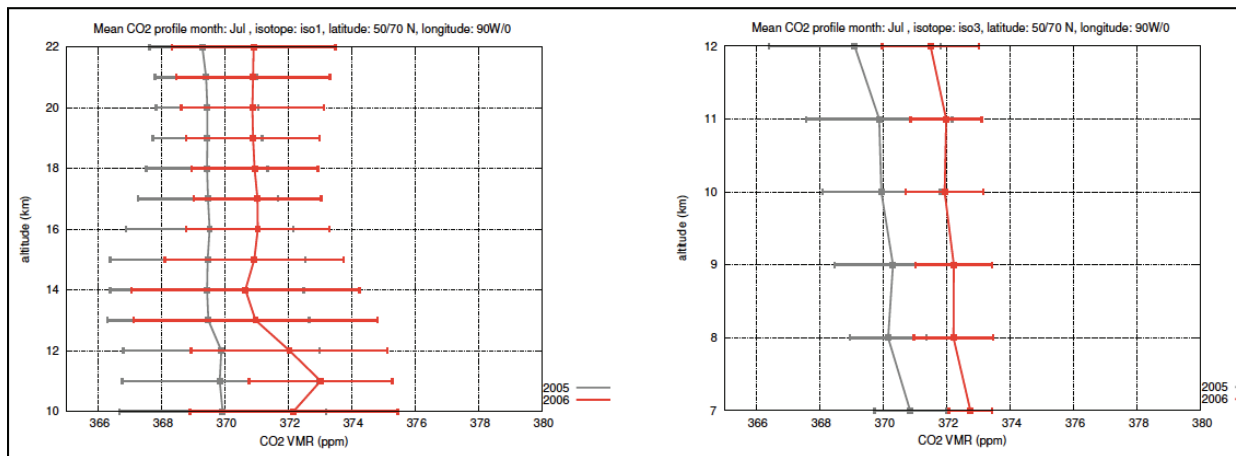 Mean CO2 profile month: Jul , isotope: iso1, latitude: 50/70 N, longitude: 90W/0
22
20
18
16
14
12
10
altitude (km)
2005
2006
366 368 370 372 374 376 378 380
CO2 VMR (ppm)
Mean CO2 profile month: Jul , isotope: iso3, latitude: 50/70 N, longitude: 90W/0
12
11
10
9
8
7
altitude (km)
2005
2006
366 368 370 372 374 376 378 380
CO2 VMR (ppm)